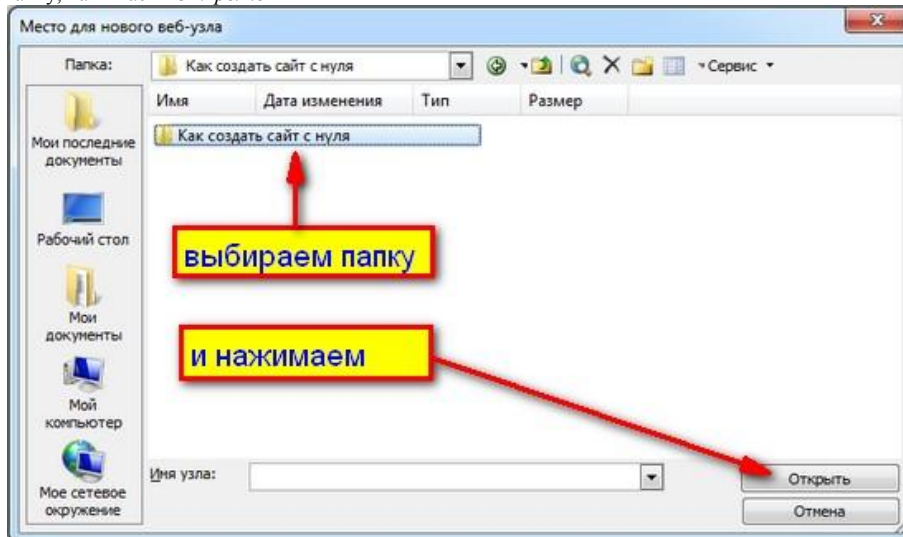 Место для нового веб-узла
Папка:
Как создать сайт с нуля
Сервис
Имя
Дата изменения
Тип
Размер
Мои последние
документы
Как создать сайт с нуля
Рабочий стол
выбираем папку
Мои
документы
и нажимаем
Мой
компьютер
Имя узла:
Мое сетевое
окружение
Открыть
Отмена